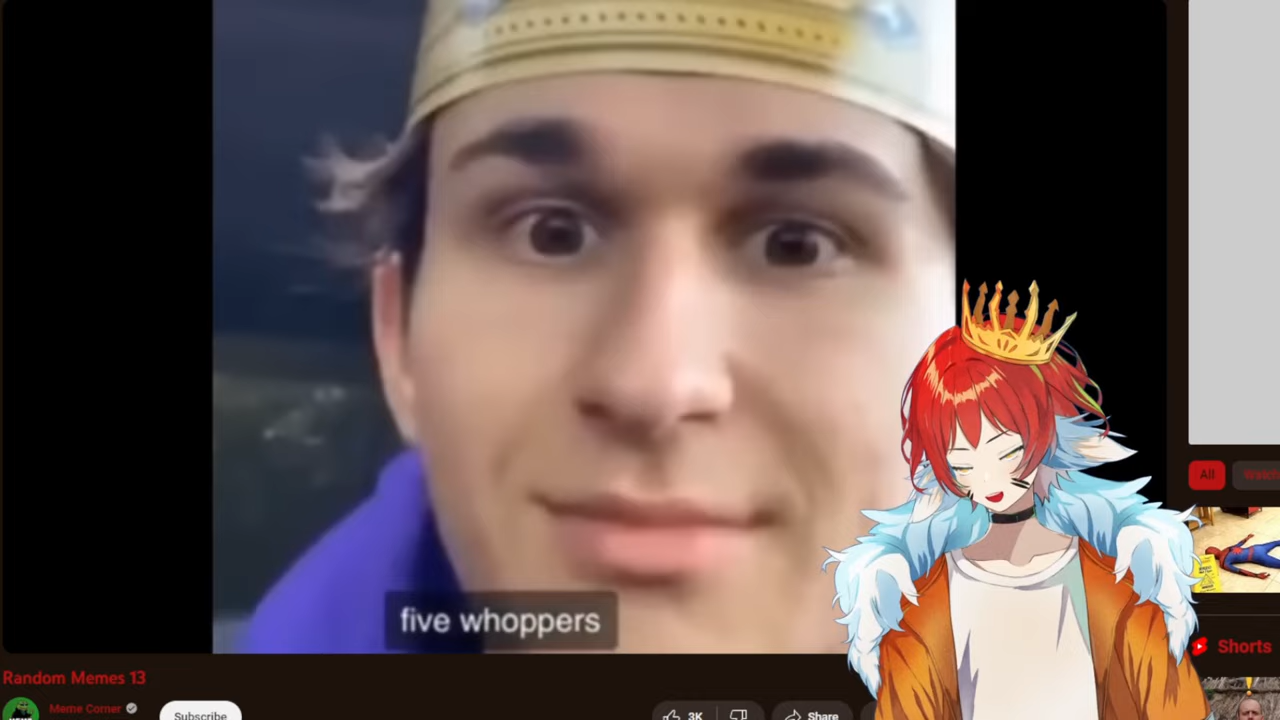 five whoppers
Random Memes 13
Meme Corner
Subscribe
3K
Share
All
Shorts